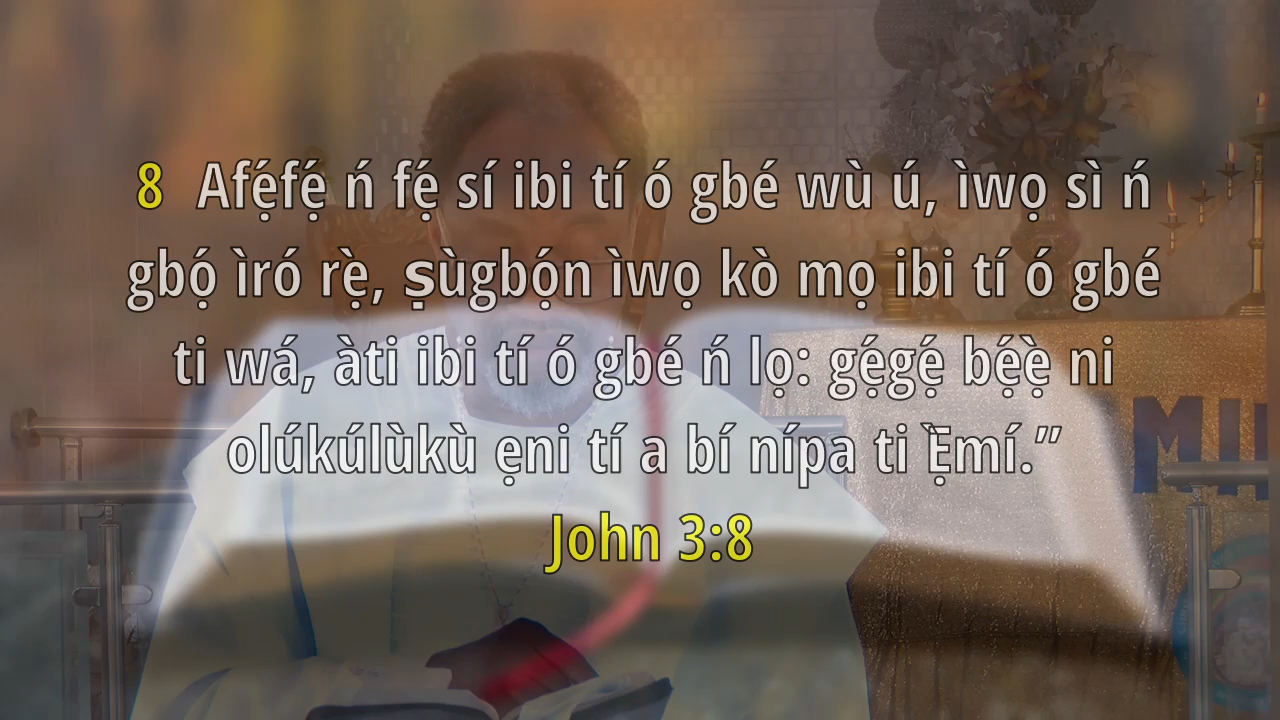 8 Afẹ́fẹ́ ń fẹ́ sí ibi tí ó gbé wù ú, ìwọ sì ń
gbọ́ ìró rẹ̀, ṣùgbọ́n ìwọ kò mọ ibi tí ó gbé
ti wá, àti ibi tí ó gbé ń lọ: gẹ́gẹ́ bẹ́ẹ̀ ni
olúkúlùkù ẹni tí a bí nípa ti Ẹ̀mí.”
John 3:8